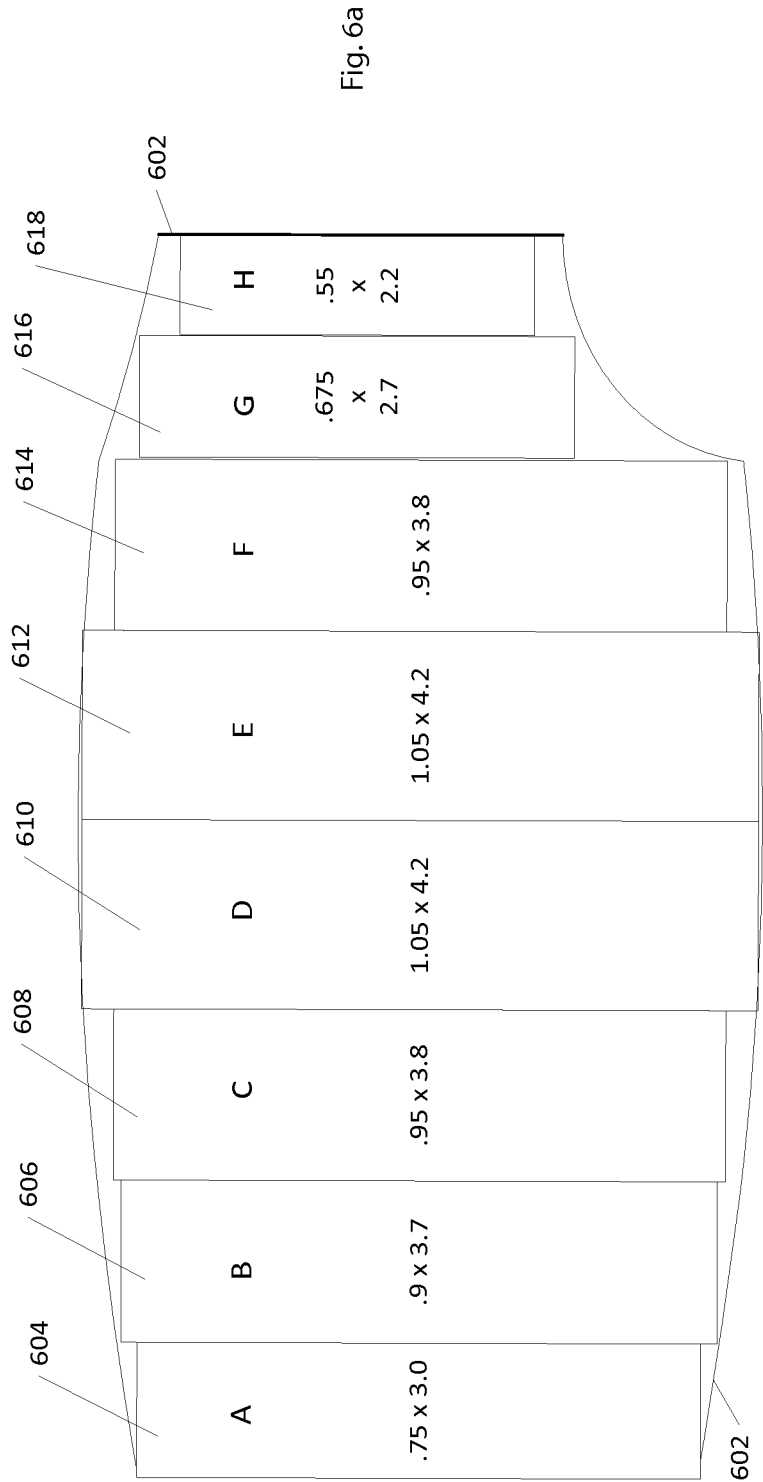 604
606
608
610
612
614
616
618
602
A
B
C
D
E
F
G
H
.75 x 3.0
.9 x 3.7
.95 x 3.8
1.05 x 4.2
1.05 x 4.2
.95 x 3.8
.675
x
2.7
.55
x
2.2
602
Fig. 6a